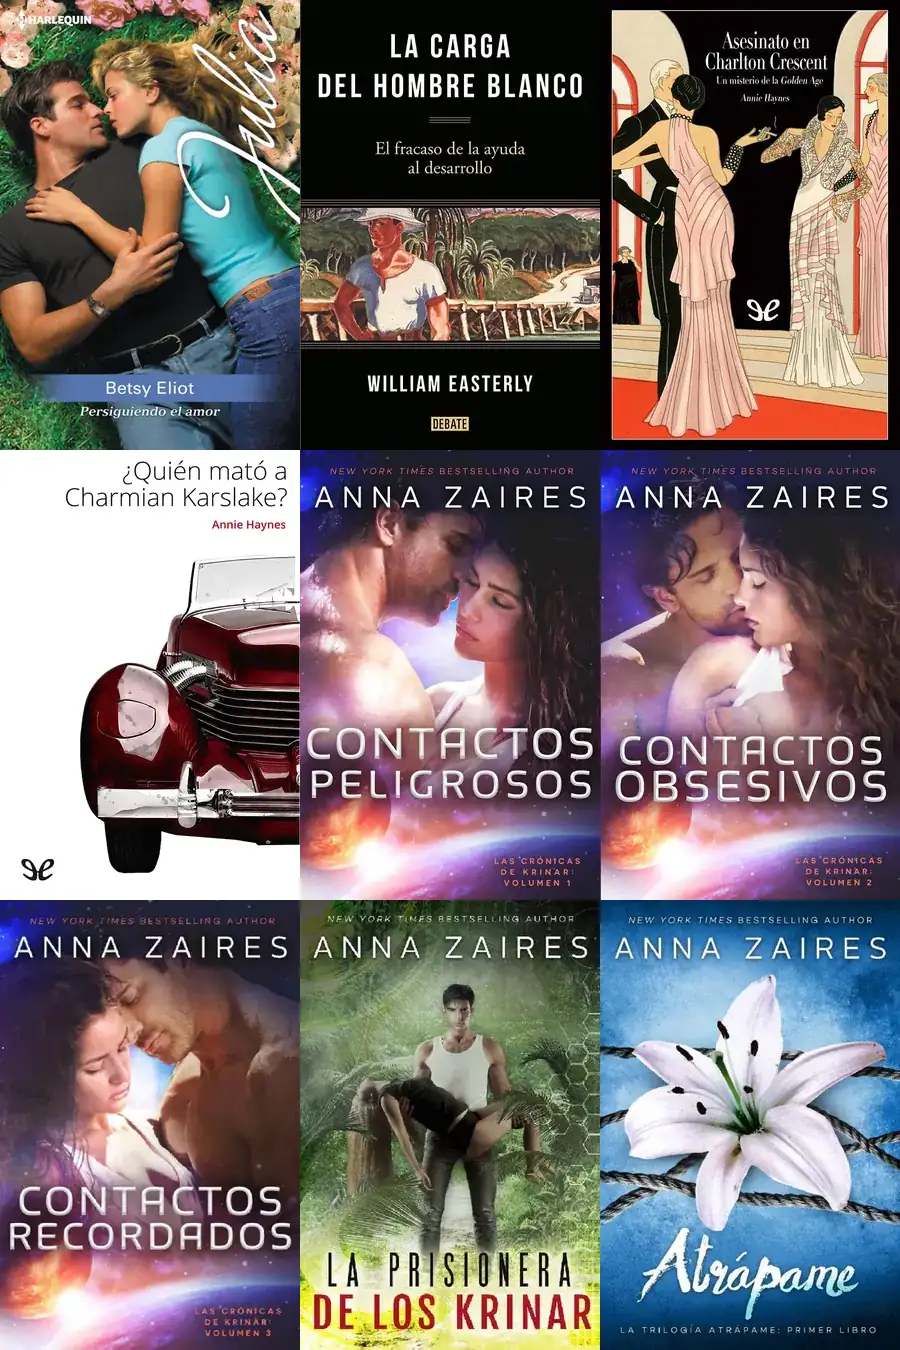 HARLEQUIN
Julia
Betsy Eliot
Persiguiendo el amor
LA CARGA
DEL HOMBRE BLANCO
El fracaso de la ayuda
al desarrollo
WILLIAM EASTERLY
DEBATE
Asesinato en
Charlton Crescent
Un misterio de la Golden Age
Annie Haynes
¿Quién mató a
Charmian Karslake?
Annie Haynes
NEW YORK TIMES BESTSELLING AUTHOR
ANNA ZAIRES
CONTACTOS
PELIGROSOS
LAS CRÓNICAS
DE KRINAR:
VOLUMEN 1
NEW YORK TIMES BESTSELLING AUTHOR
ANNA ZAIRES
CONTACTOS
OBSESIVOS
LAS CRÓNICAS
DE KRINAR:
VOLUMEN 2
NEW YORK TIMES BESTSELLING AUTHOR
ANNA ZAIRES
CONTACTOS
RECORDADOS
LAS CRÓNICAS
DE KRINAR:
VOLUMEN 3
NEW YORK TIMES BESTSELLING AUTHOR
ANNA ZAIRES
LA PRISIONERA
DE LOS KRINAR
NEW YORK TIMES BESTSELLING AUTHOR
ANNA ZAIRES
Atrápame
LA TRILOGÍA ATRÁPAME: PRIMER LIBRO